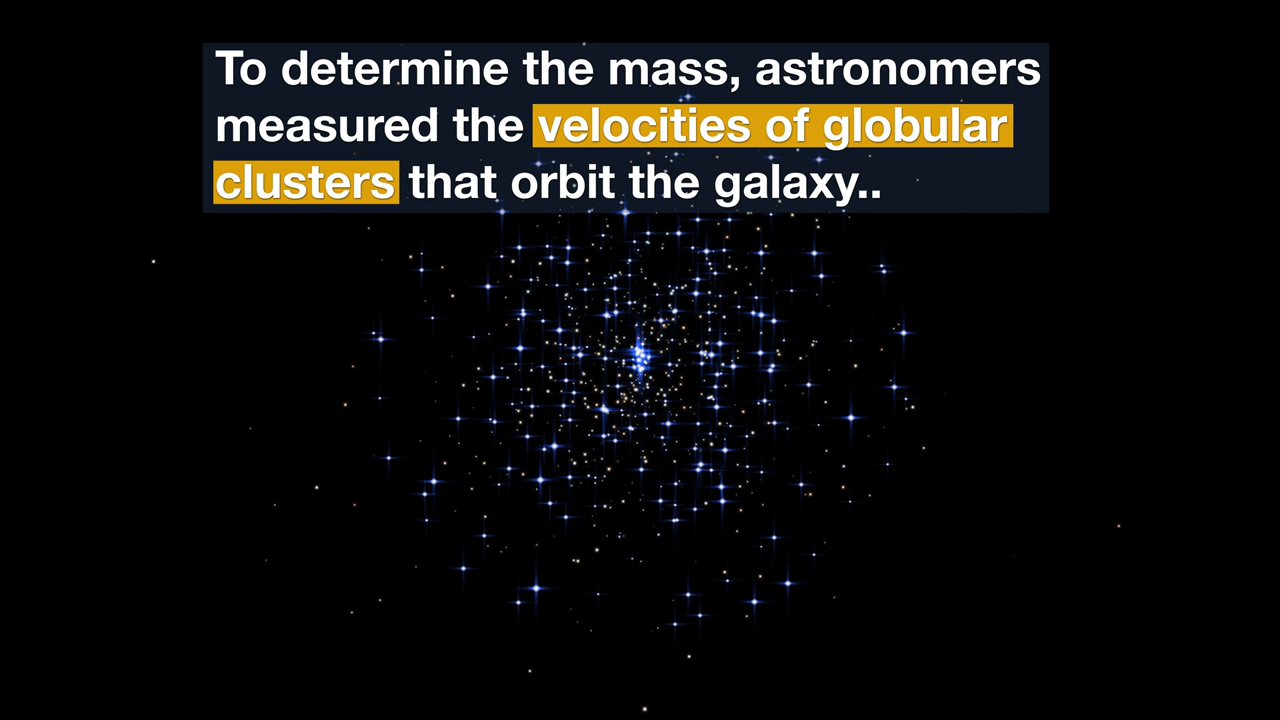 To determine the mass, astronomers
measured the velocities of globular
clusters that orbit the galaxy..